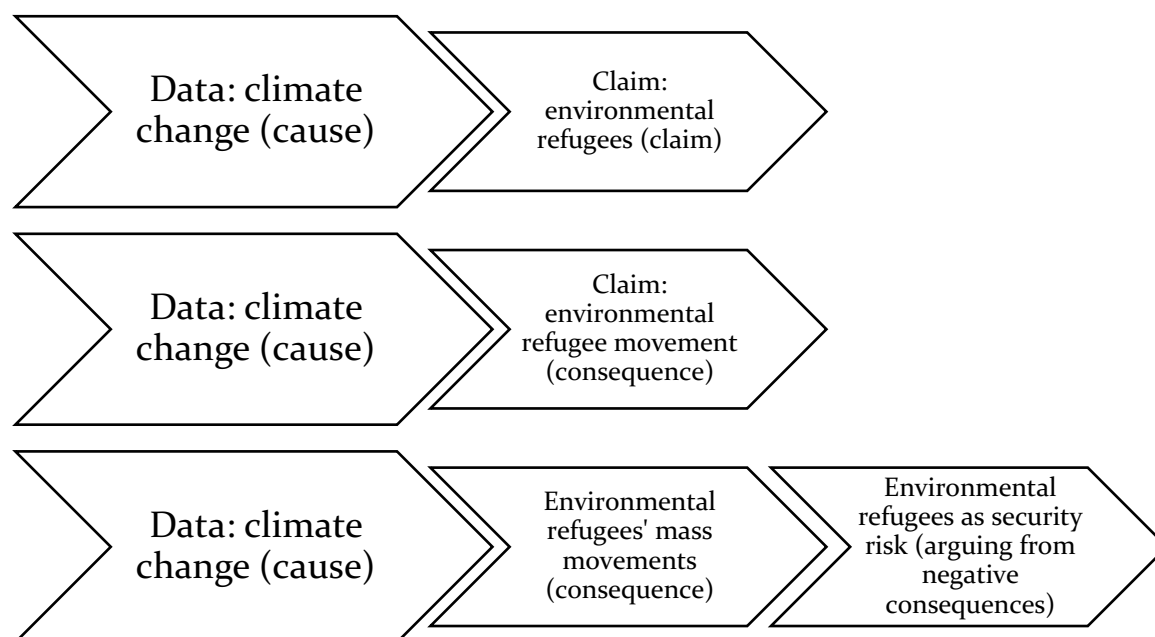 Data: climate
change (cause)
Claim:
environmental
refugees (claim)
Data: climate
change (cause)
Claim:
environmental
refugee movement
(consequence)
Data: climate
change (cause)
Environmental
refugees' mass
movements
(consequence)
Environmental
refugees as security
risk (arguing from
negative
consequences)